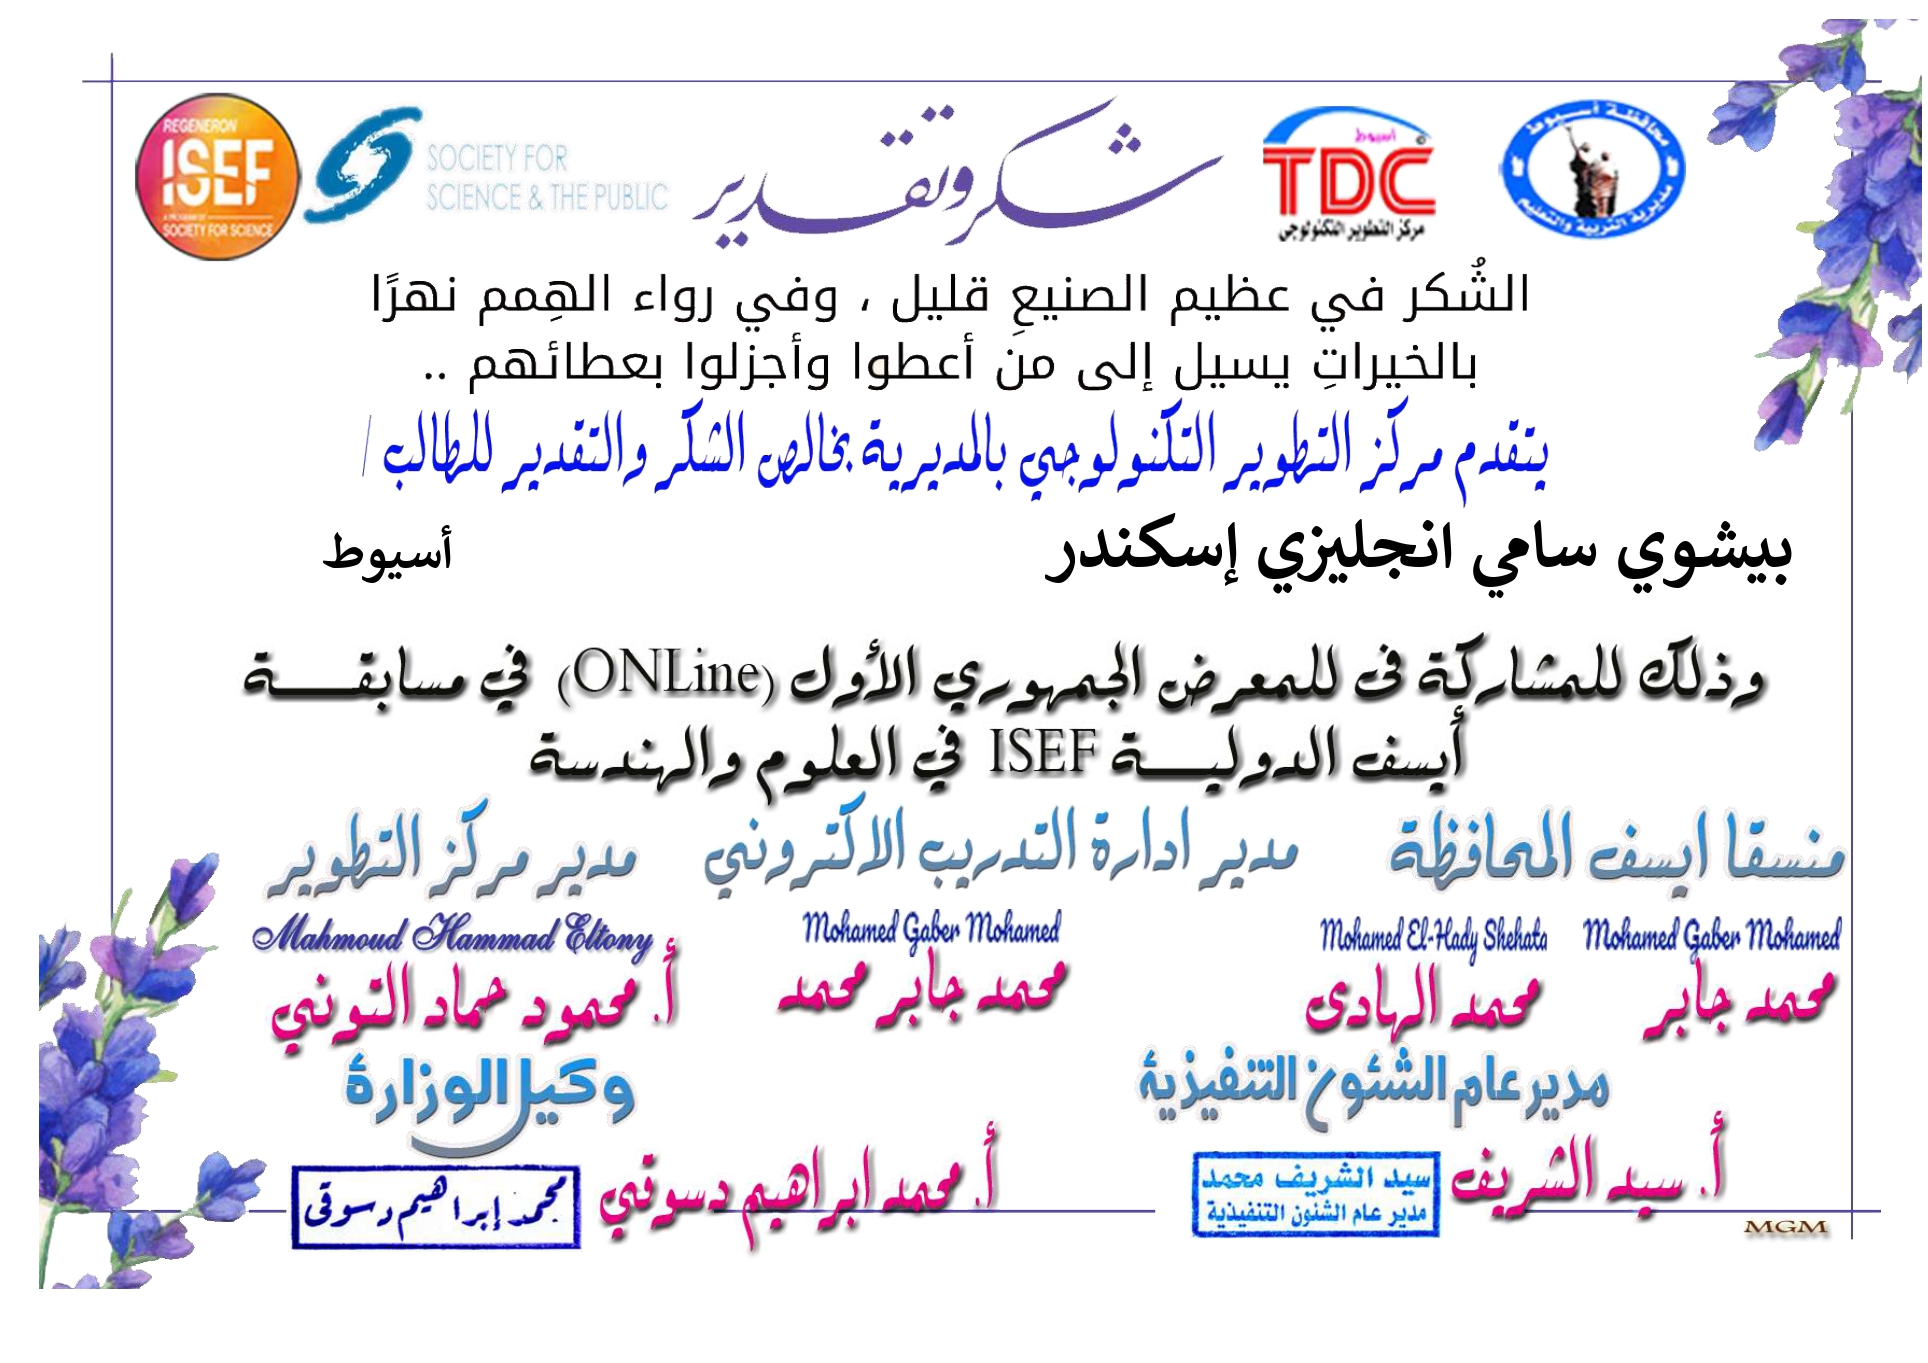 محافظة أسيوط
مديرية التربية والتعليم
أسيوط
TDC
مركز التطوير التكنولوجي
شكر وتقدير
SOCIETY FOR
SCIENCE & THE PUBLIC
REGENERON
ISEF
A PROGRAM OF
SOCIETY FOR SCIENCE
الشُكر في عظيم الصنيعِ قليل ، وفي رواء الهِمم نهرًا
بالخيراتِ يسيل إلى من أعطوا وأجزلوا بعطائهم ..
يتقدم مركز التطوير التكنولوجي بالمديرية بخالص الشكر والتقدير للطالب /
بيشوي سامي انجليزي إسكندر أسيوط
وذلك للمشاركة فى للمعرض الجمهوري الأول (ONLine) في مسابقـــة
أيسف الدوليـــة ISEF في العلوم والهندسة
منسقا ايسف المحافظة مدير ادارة التدريب الاكتروني مدير مركز التطوير
Mohamed Gaber Mohamed Mohamed El-Hady Shehata Mohamed Gaber Mohamed Mahmoud Hammad Eltony
محمد جابر محمد الهادى محمد جابر محمد أ. محمود حماد التوني
مدير عام الشئون التنفيذية وكيل الوزارة
أ. سيد الشريف أ. محمد ابراهيم دسوقي
سيد الشريف محمد
مدير عام الشئون التنفيذية
محمد إبراهيم دسوقى
MGM